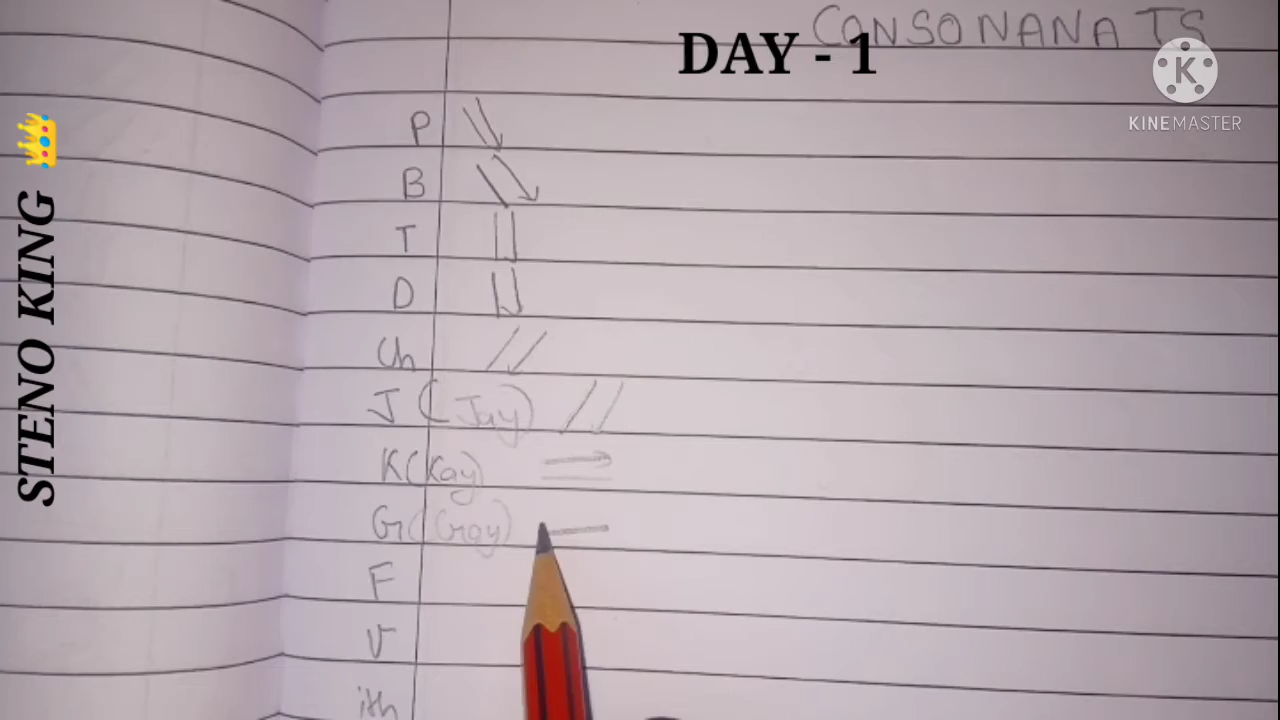 CONSONANATS
DAY - 1
KINEMASTER
STENO KING
P
B
T
D
Ch
J (Jay)
K (Kay)
G (Gay)
F
V
ith